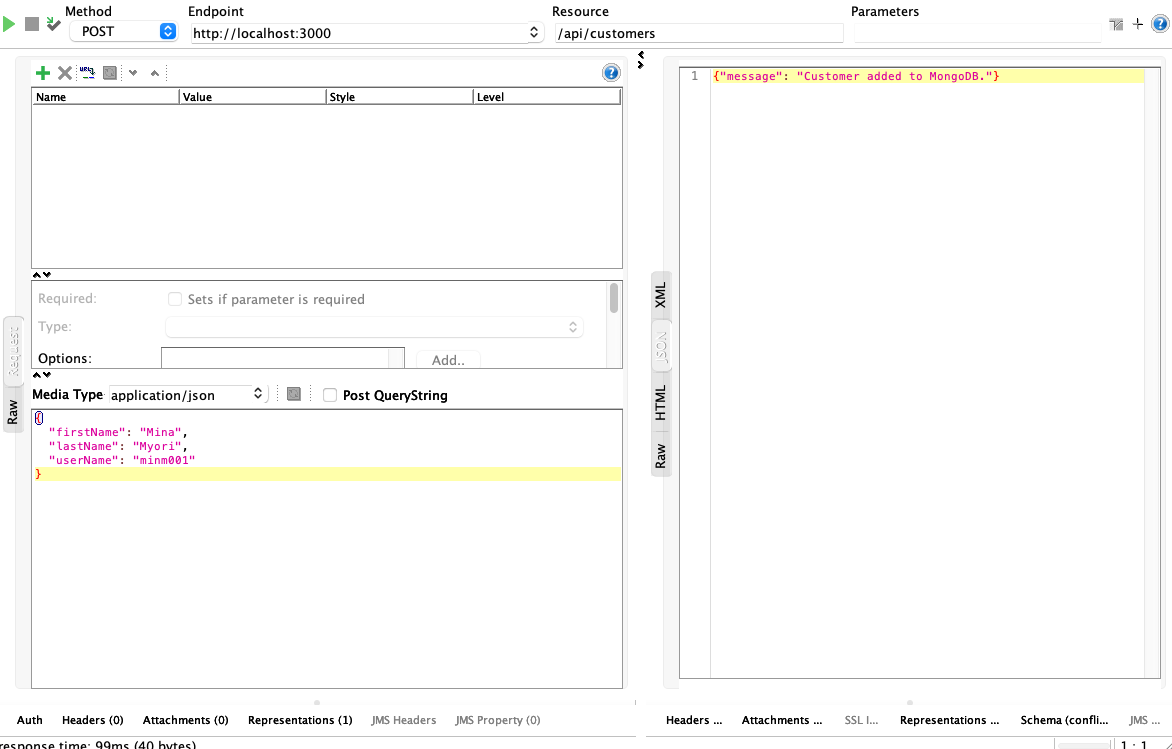 Method Endpoint Resource Parameters
POST http://localhost:3000 /api/customers
Name Value Style Level
Required: Sets if parameter is required
Type:
Options: Add..
Media Type application/json Post QueryString
{
"firstName": "Mina",
"lastName": "Myori",
"userName": "minm001"
}
Request
Raw
1 {"message": "Customer added to MongoDB."}
XML
JSON
HTML
Raw
Auth Headers (0) Attachments (0) Representations (1) JMS Headers JMS Property (0)
Headers ... Attachments ... SSL I... Representations ... Schema (confli... JMS ...
response time: 99ms (40 bytes)
1 : 1